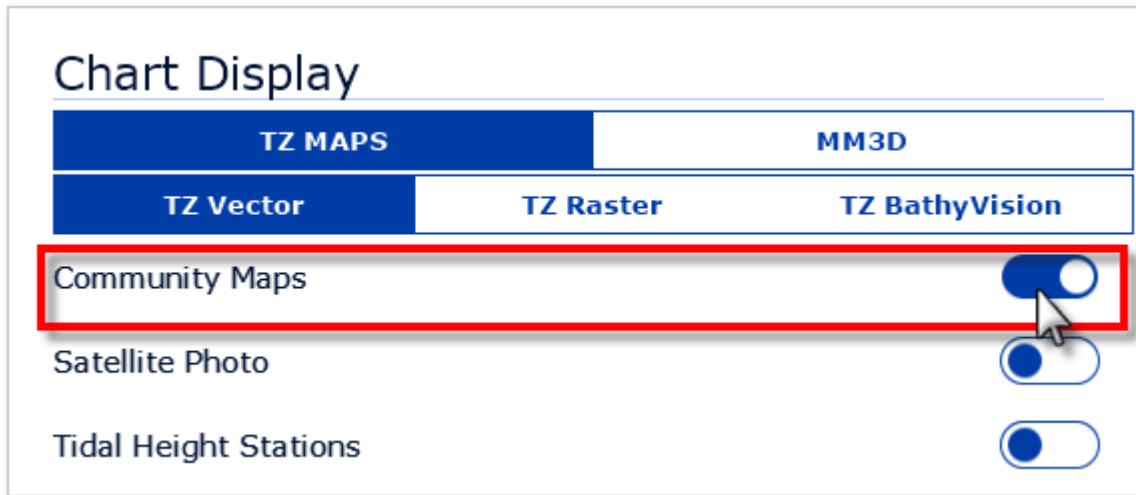 Chart Display
TZ MAPS MM3D
TZ Vector TZ Raster TZ BathyVision
Community Maps
Satellite Photo
Tidal Height Stations